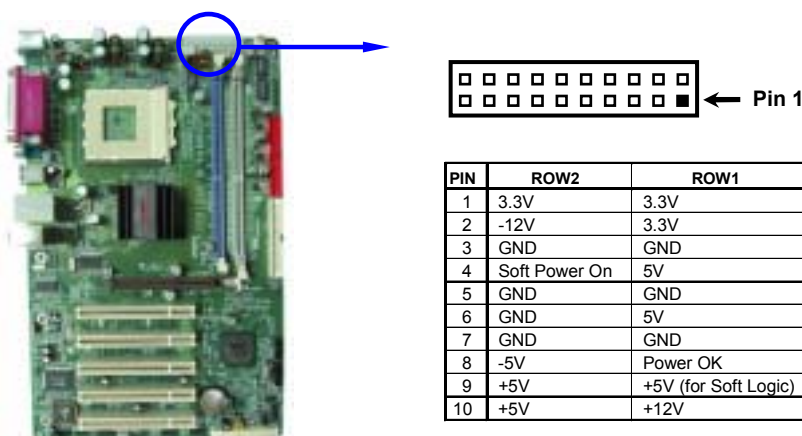 Pin 1
PIN ROW2 ROW1
1 3.3V 3.3V
2 -12V 3.3V
3 GND GND
4 Soft Power On 5V
5 GND GND
6 GND 5V
7 GND GND
8 -5V Power OK
9 +5V +5V (for Soft Logic)
10 +5V +12V